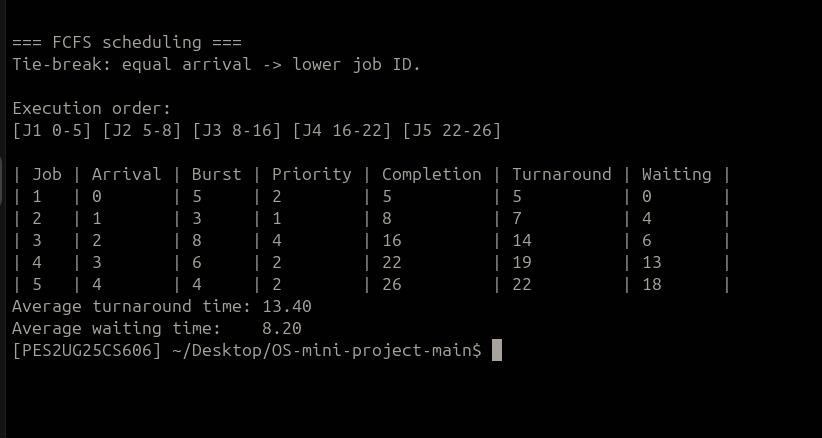 === FCFS scheduling ===
Tie-break: equal arrival -> lower job ID.
Execution order:
[J1 0-5] [J2 5-8] [J3 8-16] [J4 16-22] [J5 22-26]
| Job | Arrival | Burst | Priority | Completion | Turnaround | Waiting |
| 1   | 0       | 5     | 2        | 5          | 5          | 0       |
| 2   | 1       | 3     | 1        | 8          | 7          | 4       |
| 3   | 2       | 8     | 4        | 16         | 14         | 6       |
| 4   | 3       | 6     | 2        | 22         | 19         | 13      |
| 5   | 4       | 4     | 2        | 26         | 22         | 18      |
Average turnaround time: 13.40
Average waiting time:    8.20
[PES2UG25CS606] ~/Desktop/OS-mini-project-main$